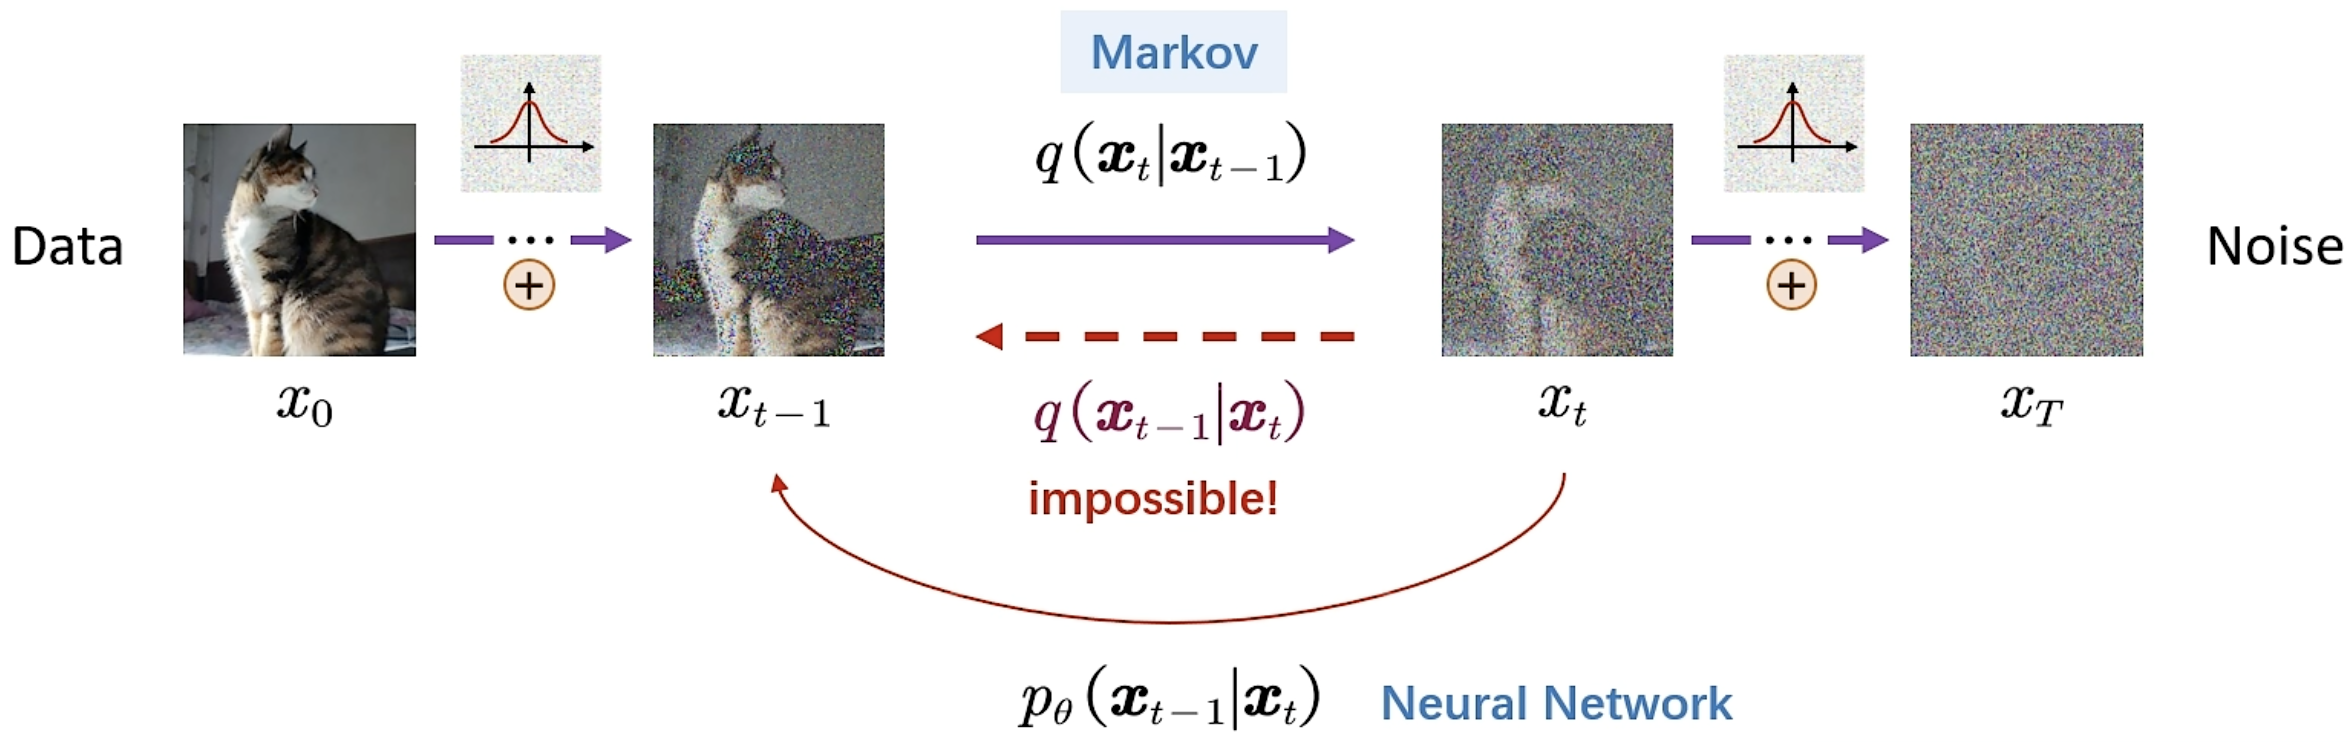 Markov
q(x_t|x_{t-1})
Data
...
+
...
+
Noise
x_0
x_{t-1}
q(x_{t-1}|x_t)
x_t
x_T
impossible!
p_θ(x_{t-1}|x_t) Neural Network